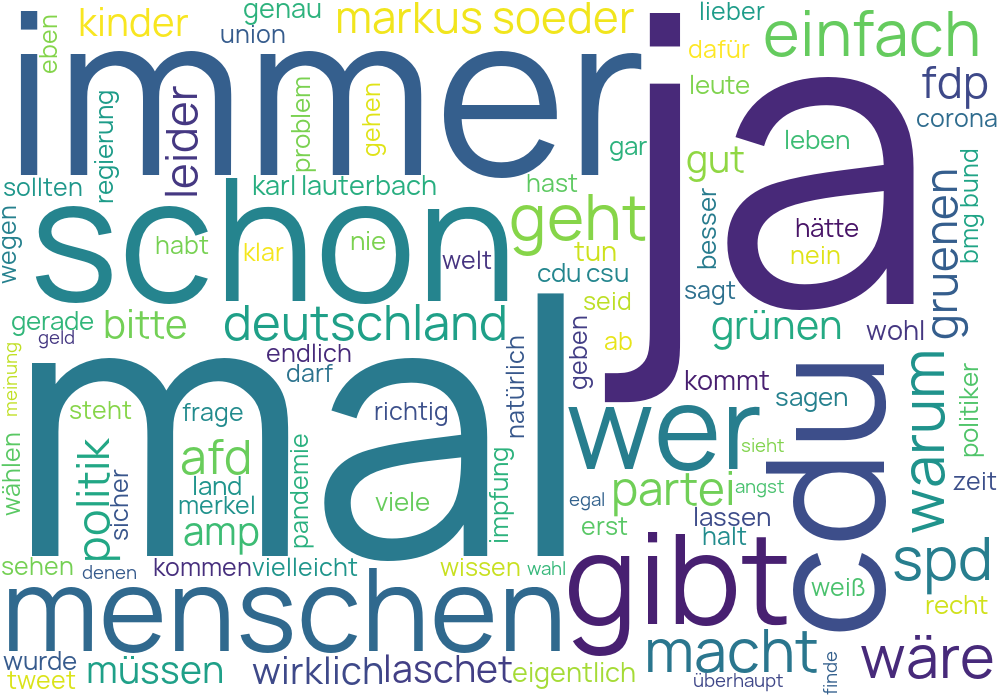 genau
markus soeder
lieber
kinder
union
eben
immer
ja
dafür
einfach
leute
fdp
corona
regierung
leider
problem
gehen
gar
gut
leben
sollten
karl lauterbach
hast
geht
besser
hätte
nein
gruenen
bmg bund
wegen
schon
habt
klar
nie
welt
tun
cdu csu
seid
sagt
gerade
geld
bitte
deutschland
endlich
darf
natürlich
geben
ab
grünen
wohl
meinung
mal
steht
frage
richtig
kommt
sagen
cdu
warum
politiker
wer
sieht
wählen
politik
sicher
afd
land
merkel
amp
pandemie
viele
impfung
egal
partei
angst
zeit
erst
lassen
halt
sehen
denen
kommen
vielleicht
wissen
wahl
gibt
weiß
spd
recht
menschen
macht
wäre
wurde
tweet
müssen
wirklich
laschet
eigentlich
überhaupt
finde